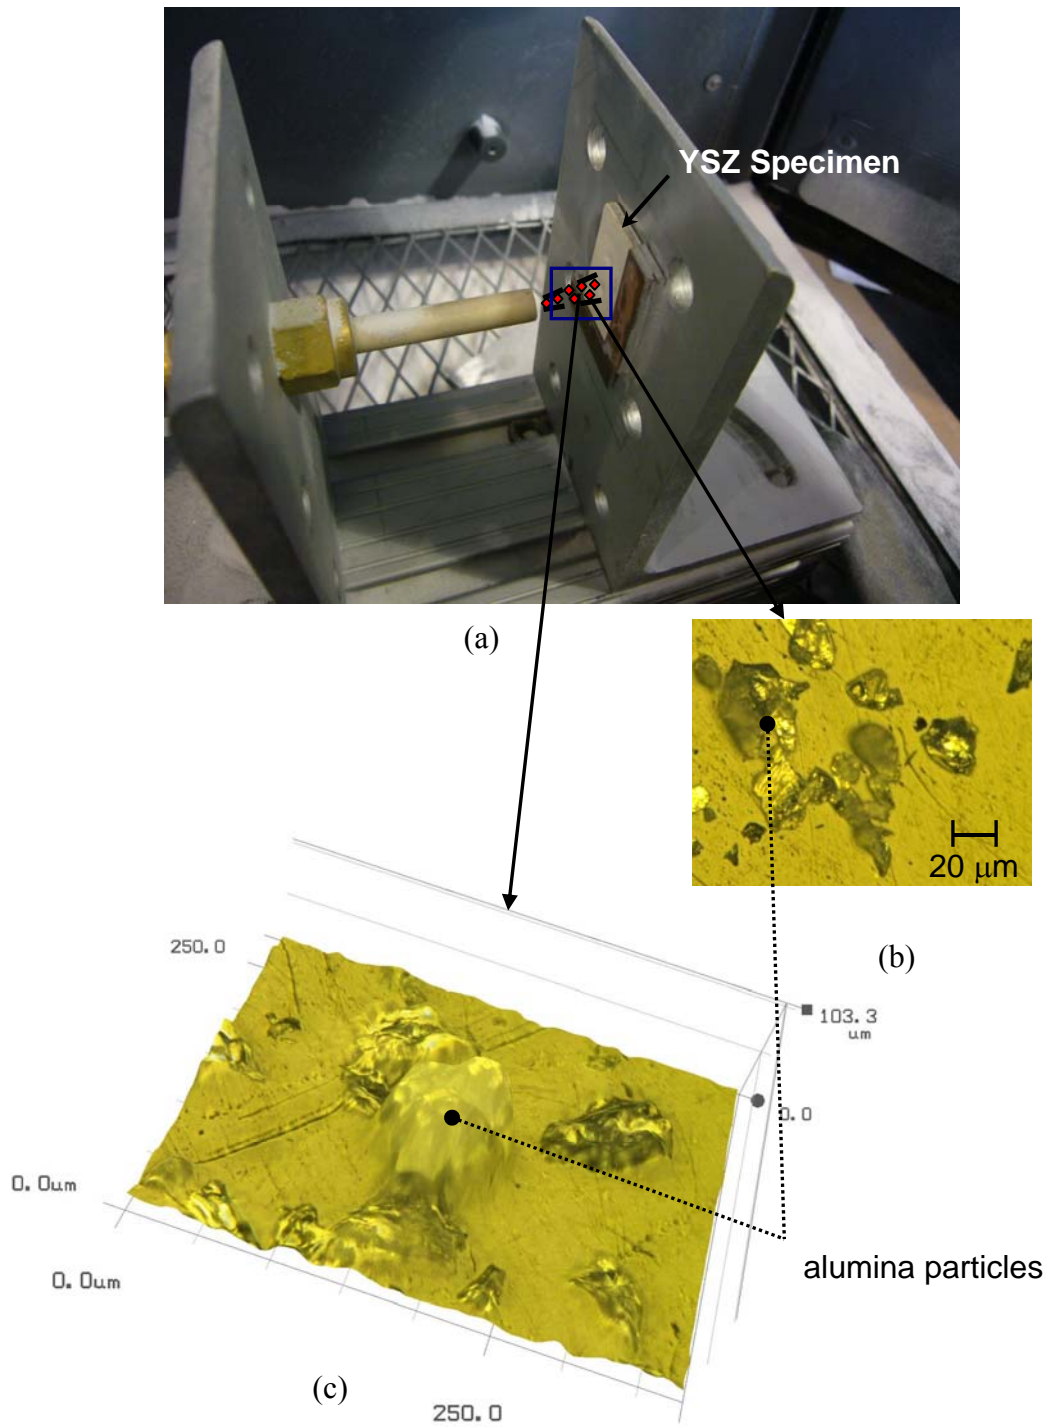 YSZ Specimen
(a)
20 μm
(b)
250.0
103.3
um
0.0
0.0um
0.0um
alumina particles
(c)
250.0